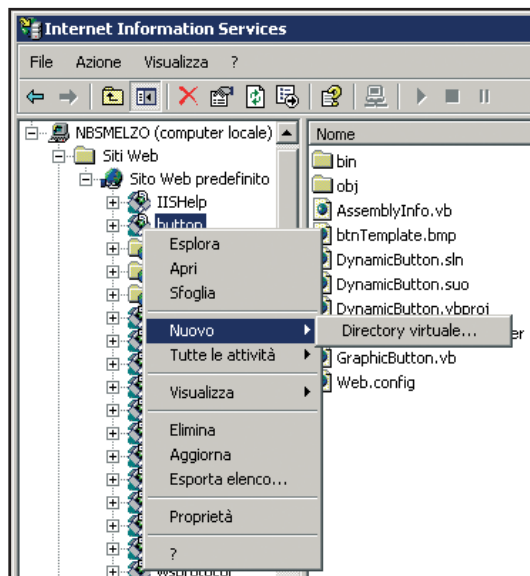 Internet Information Services
File Azione Visualizza ?
NBSMELZO (computer locale)
Siti Web
Sito Web predefinito
IISHelp
button
Esplora
Apri
Sfoglia
Nuovo
Tutte le attività
Visualizza
Elimina
Aggiorna
Esporta elenco...
Proprietà
?
wsprotocol
Directory virtuale...
Nome
bin
obj
AssemblyInfo.vb
btnTemplate.bmp
DynamicButton.sln
DynamicButton.suo
DynamicButton.vbproj
er
GraphicButton.vb
Web.config